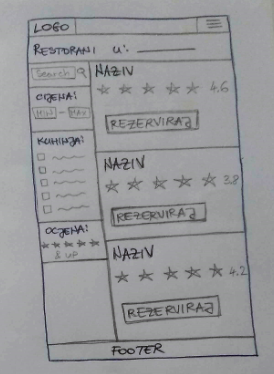 LOGO
RESTORANI U:
Search
CIJENA:
MIN - MAX
KUHINJA:
OCJENA:
& UP
NAZIV
4.6
REZERVIRAJ
NAZIV
3.8
REZERVIRAJ
NAZIV
4.2
REZERVIRAJ
FOOTER